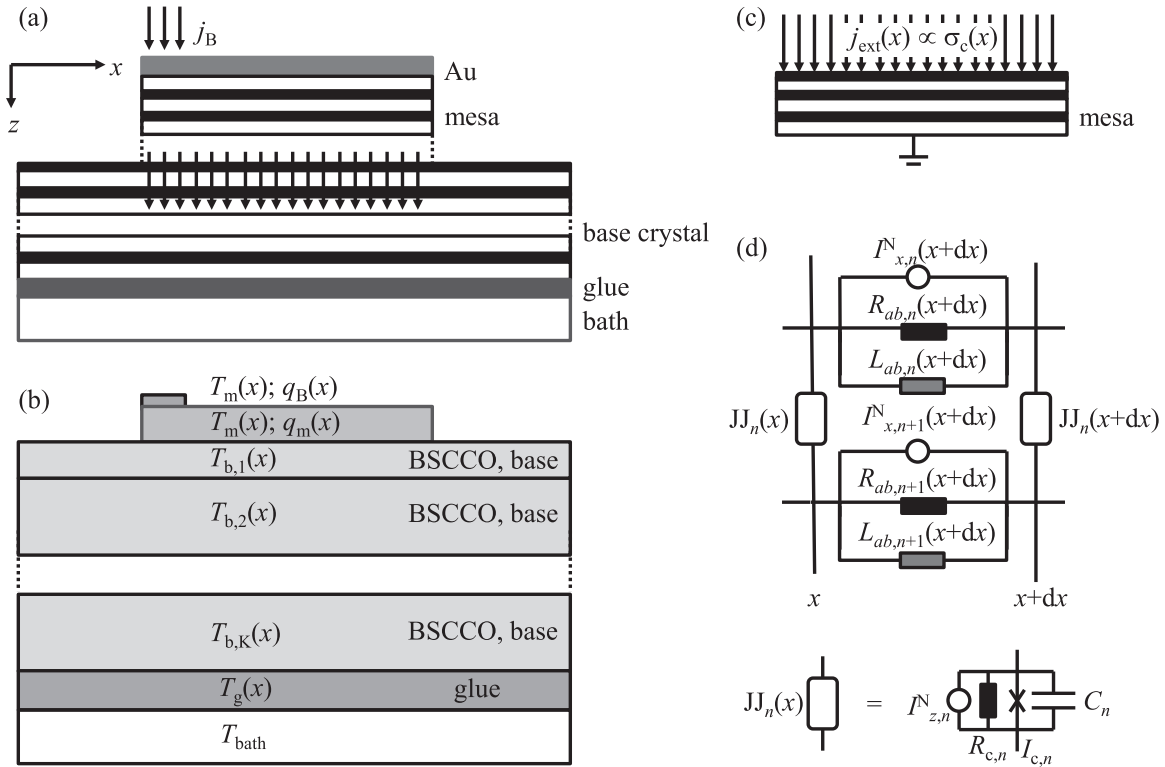 (a)
j_B
x
z
Au
mesa
base crystal
glue
bath
(b)
T_m(x); q_B(x)
T_m(x); q_m(x)
T_b,1(x) BSCCO, base
T_b,2(x) BSCCO, base
T_b,K(x) BSCCO, base
T_g(x) glue
T_bath
(c)
j_ext(x) ∝ σ_c(x)
mesa
(d)
I^N_x,n(x+dx)
R_ab,n(x+dx)
L_ab,n(x+dx)
JJ_n(x) I^N_x,n+1(x+dx) JJ_n(x+dx)
R_ab,n+1(x+dx)
L_ab,n+1(x+dx)
x x+dx
JJ_n(x) = I^N_z,n C_n
R_c,n I_c,n